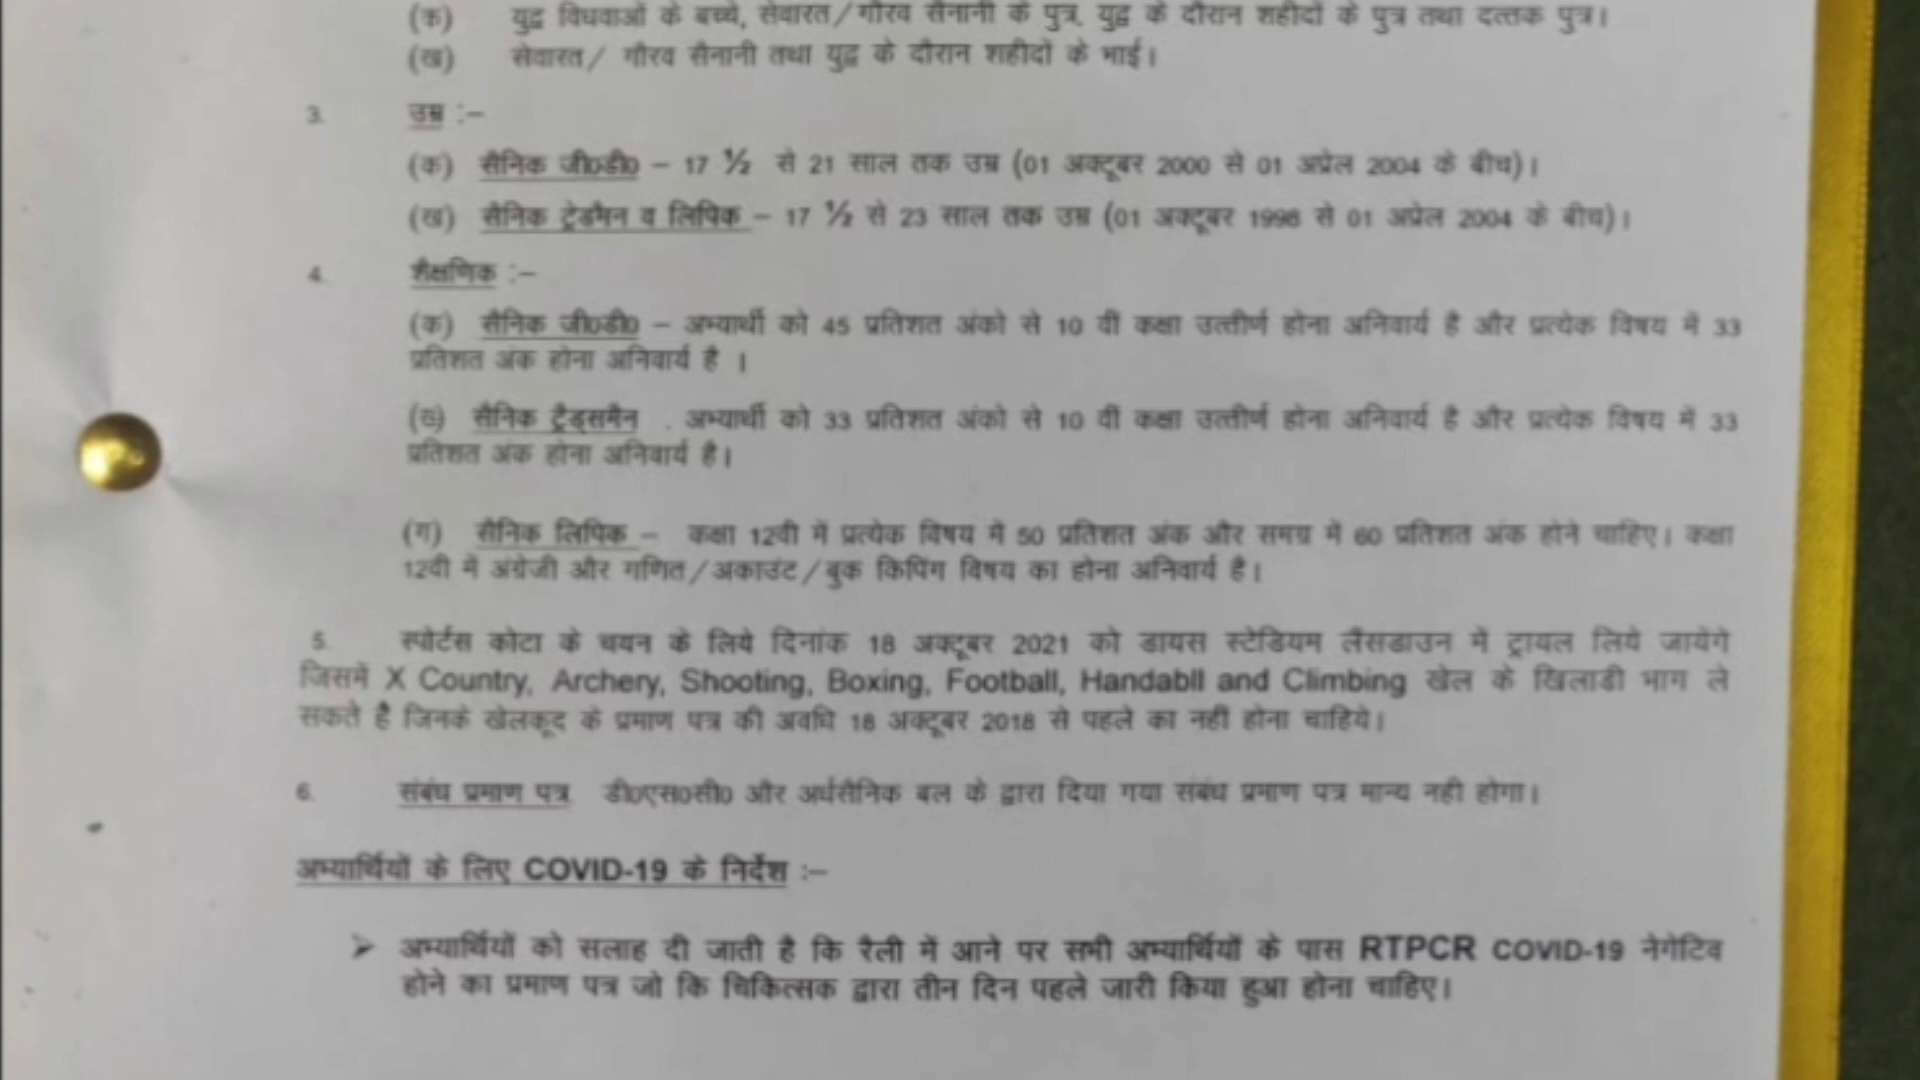 (क) युद्व विधवाओं के बच्चे, सेवारत/गौरव सैनानी के पुत्र, युद्व के दौरान शहीदों के पुत्र तथा दत्तक पुत्र।
(ख) सेवारत/ गौरव सैनानी तथा युद्व के दौरान शहीदों के भाई।
3. उम्र :–
(क) सैनिक जी०डी० – 17 ½ से 21 साल तक उम्र (01 अक्टूबर 2000 से 01 अप्रेल 2004 के बीच)।
(ख) सैनिक ट्रेडमैन व लिपिक – 17 ½ से 23 साल तक उम्र (01 अक्टूबर 1998 से 01 अप्रेल 2004 के बीच)।
4. शैक्षणिक :–
(क) सैनिक जी०डी० – अभ्यार्थी को 45 प्रतिशत अंको से 10 वी कक्षा उत्तीर्ण होना अनिवार्य है और प्रत्येक विषय में 33
प्रतिशत अंक होना अनिवार्य है ।
(ख) सैनिक ट्रैड्समैन . अभ्यार्थी को 33 प्रतिशत अंको से 10 वीं कक्षा उत्तीर्ण होना अनिवार्य है और प्रत्येक विषय में 33
प्रतिशत अंक होना अनिवार्य है।
(ग) सैनिक लिपिक – कक्षा 12वी में प्रत्येक विषय में 50 प्रतिशत अंक और समग्र में 60 प्रतिशत अंक होने चाहिए। कक्षा
12वी में अंग्रेजी और गणित/अकाउंट/बुक किपिंग विषय का होना अनिवार्य है।
5. स्पोर्टस कोटा के चयन के लिये दिनांक 18 अक्टूबर 2021 को डायस स्टेडियम लैंसडाउन में ट्रायल लिये जायेंगे
जिसमें X Country, Archery, Shooting, Boxing, Football, Handabll and Climbing खेल के खिलाडी भाग ले
सकते है जिनके खेलकूद के प्रमाण पत्र की अवधि 18 अक्टूबर 2018 से पहले का नही होना चाहिये।
6. संबंध प्रमाण पत्र डी०एस०सी० और अर्धसैनिक बल के द्वारा दिया गया संबंध प्रमाण पत्र मान्य नही होगा।
अभ्यार्थियों के लिए COVID-19 के निर्देश :–
➢ अभ्यार्थियों को सलाह दी जाती है कि रैली में आने पर सभी अभ्यार्थियों के पास RTPCR COVID-19 नेगेटिव
होने का प्रमाण पत्र जो कि चिकित्सक द्वारा तीन दिन पहले जारी किया हुआ होना चाहिए।